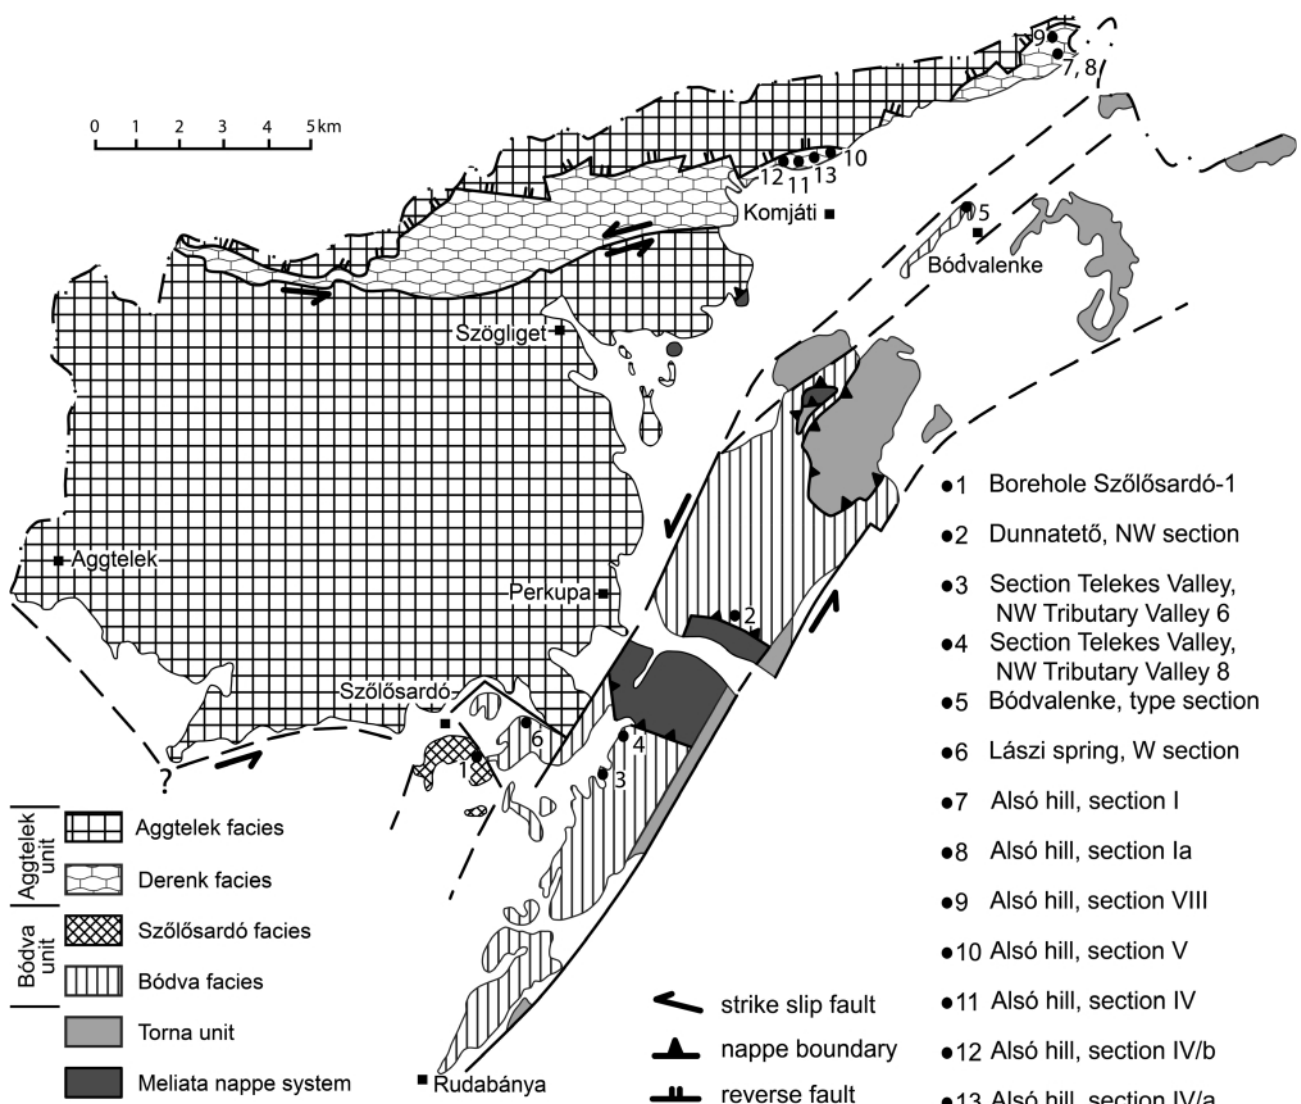 9
7, 8
0 1 2 3 4 5 km
10
13
12
11
Komjáti
5
Bódvalenke
Szögliget
Aggtelek
Perkupa
2
Szőlősardó
6
4
1
3
?
Rudabánya
Aggtelek unit
Aggtelek facies
Derenk facies
Bódva unit
Szőlősardó facies
Bódva facies
Torna unit
Meliata nappe system
strike slip fault
nappe boundary
reverse fault
1 Borehole Szőlősardó-1
2 Dunnatető, NW section
3 Section Telekes Valley,
NW Tributary Valley 6
4 Section Telekes Valley,
NW Tributary Valley 8
5 Bódvalenke, type section
6 Lászi spring, W section
7 Alsó hill, section I
8 Alsó hill, section Ia
9 Alsó hill, section VIII
10 Alsó hill, section V
11 Alsó hill, section IV
12 Alsó hill, section IV/b
13 Alsó hill, section IV/a